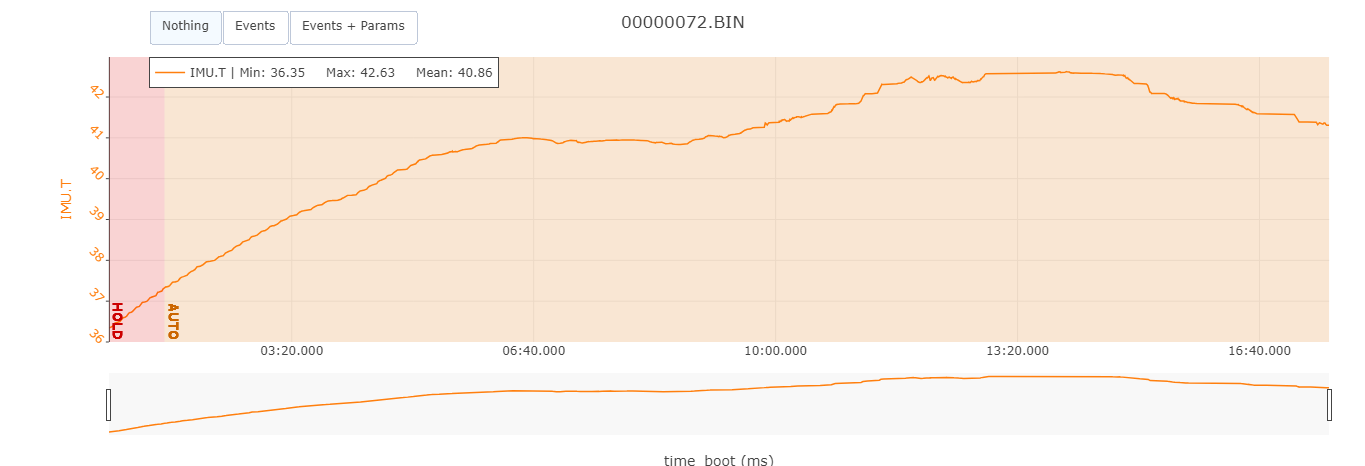 Nothing Events Events + Params 00000072.BIN
IMU.T | Min: 36.35 Max: 42.63 Mean: 40.86
42
41
40
39
38
37
36
IMU.T
HOLD
AUTO
03:20.000 06:40.000 10:00.000 13:20.000 16:40.000
time_boot (ms)